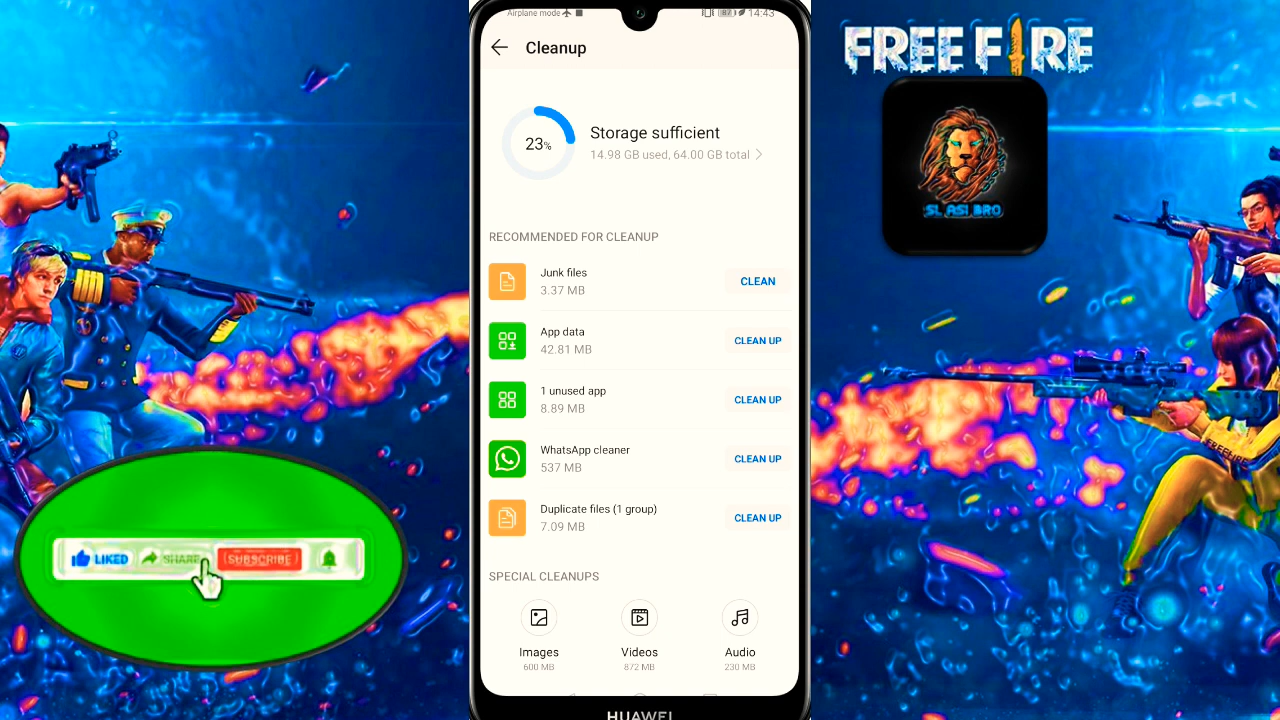 Airplane mode
87
14:43
Cleanup
23%
Storage sufficient
14.98 GB used, 64.00 GB total
RECOMMENDED FOR CLEANUP
Junk files
3.37 MB
CLEAN
App data
42.81 MB
CLEAN UP
1 unused app
8.89 MB
CLEAN UP
WhatsApp cleaner
537 MB
CLEAN UP
Duplicate files (1 group)
7.09 MB
CLEAN UP
SPECIAL CLEANUPS
Images
600 MB
Videos
872 MB
Audio
230 MB
HUAWEI
FREE FIRE
SL ASI BRO
LIKED
SHARE
SUBSCRIBE
FREEFIRE